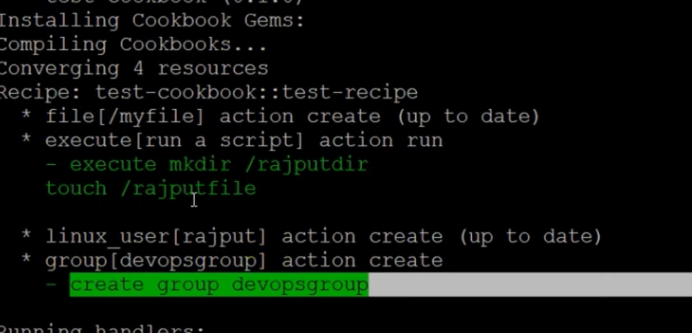 Installing Cookbook Gems:
Compiling Cookbooks...
Converging 4 resources
Recipe: test-cookbook::test-recipe
* file[/myfile] action create (up to date)
* execute[run a script] action run
- execute mkdir /rajputdir
touch /rajputfile
* linux_user[rajput] action create (up to date)
* group[devopsgroup] action create
- create group devopsgroup
Running handlers: